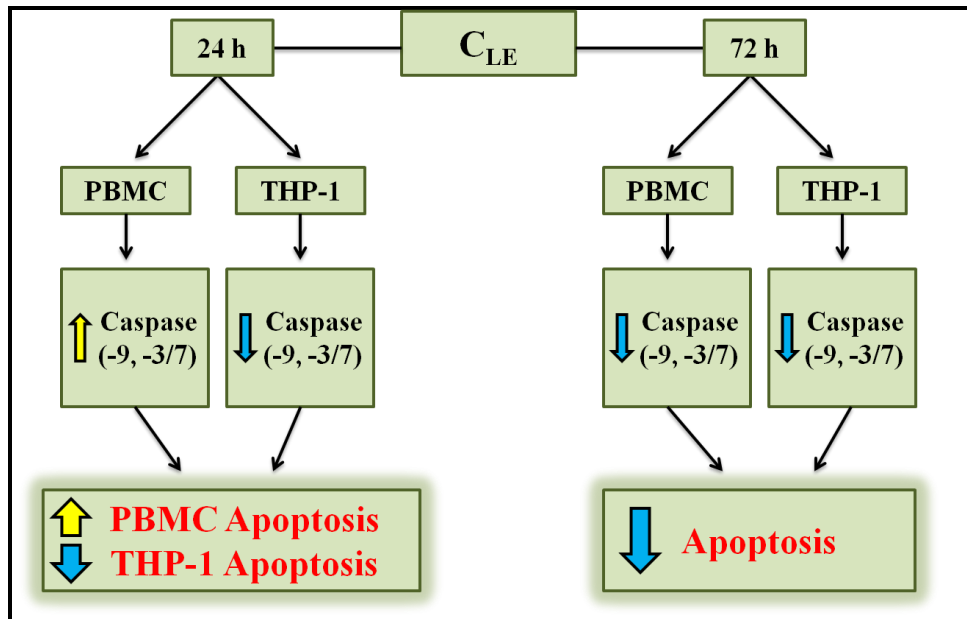 24 h
C_LE
72 h
PBMC
THP-1
PBMC
THP-1
Caspase
(-9, -3/7)
Caspase
(-9, -3/7)
Caspase
(-9, -3/7)
Caspase
(-9, -3/7)
PBMC Apoptosis
THP-1 Apoptosis
Apoptosis